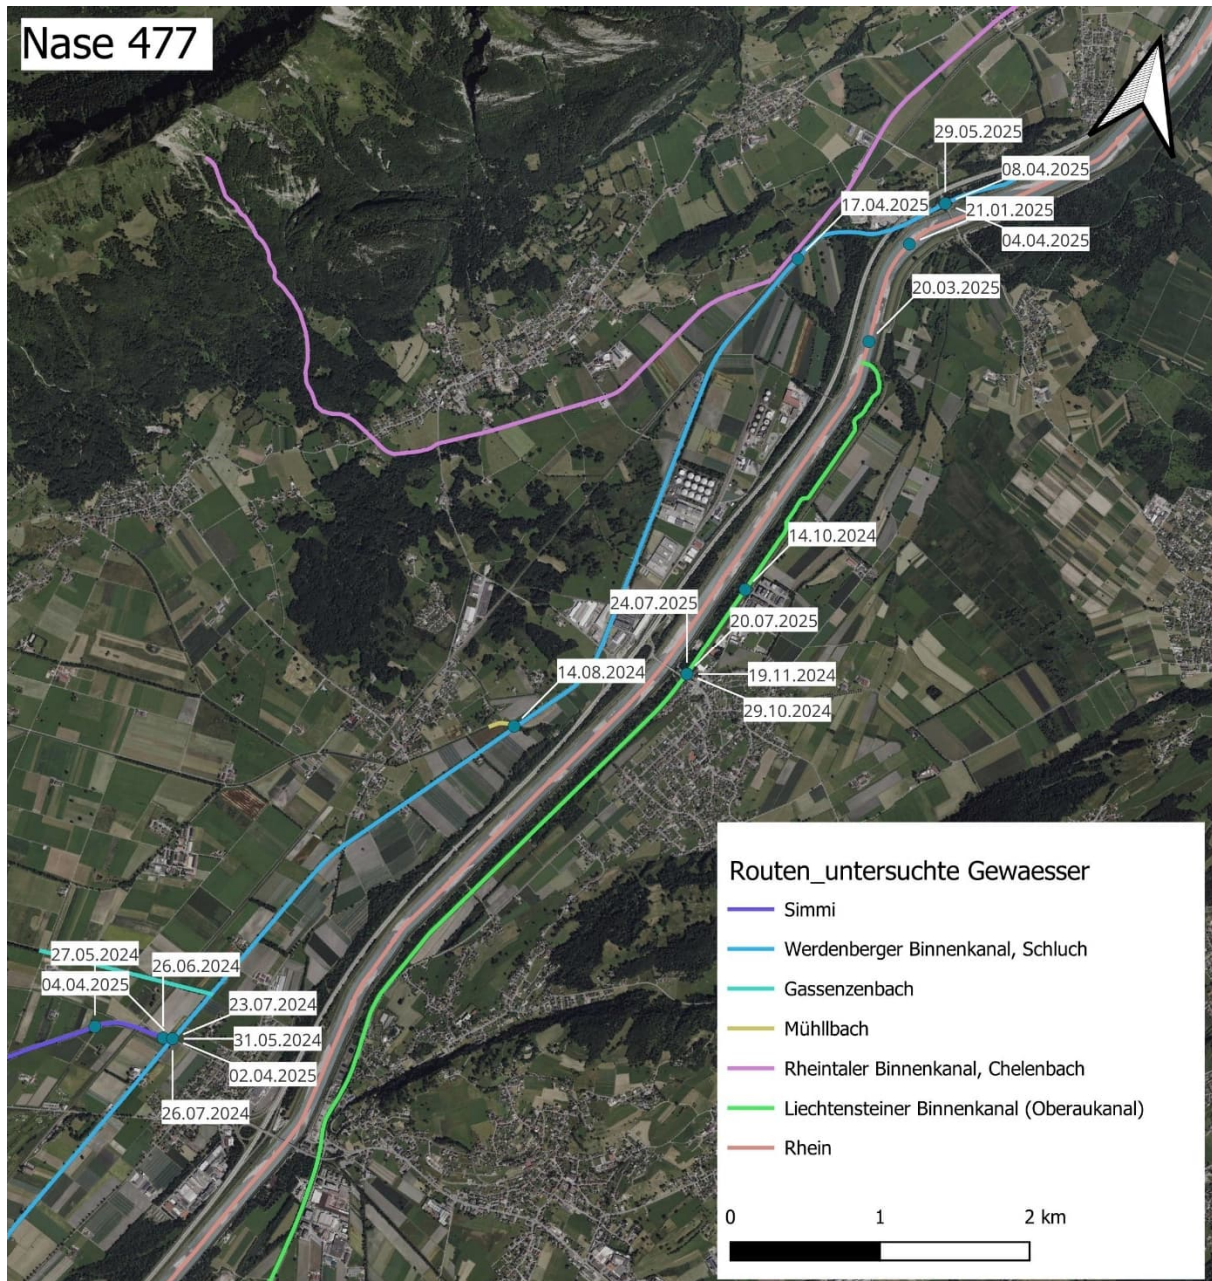 Nase 477
29.05.2025
08.04.2025
17.04.2025
21.01.2025
04.04.2025
20.03.2025
14.10.2024
24.07.2025
20.07.2025
14.08.2024
19.11.2024
29.10.2024
27.05.2024
26.06.2024
04.04.2025
23.07.2024
31.05.2024
02.04.2025
26.07.2024
Routen_untersuchte Gewaesser
Simmi
Werdenberger Binnenkanal, Schluch
Gassenzenbach
Mühllbach
Rheintaler Binnenkanal, Chelenbach
Liechtensteiner Binnenkanal (Oberaukanal)
Rhein
0 1 2 km